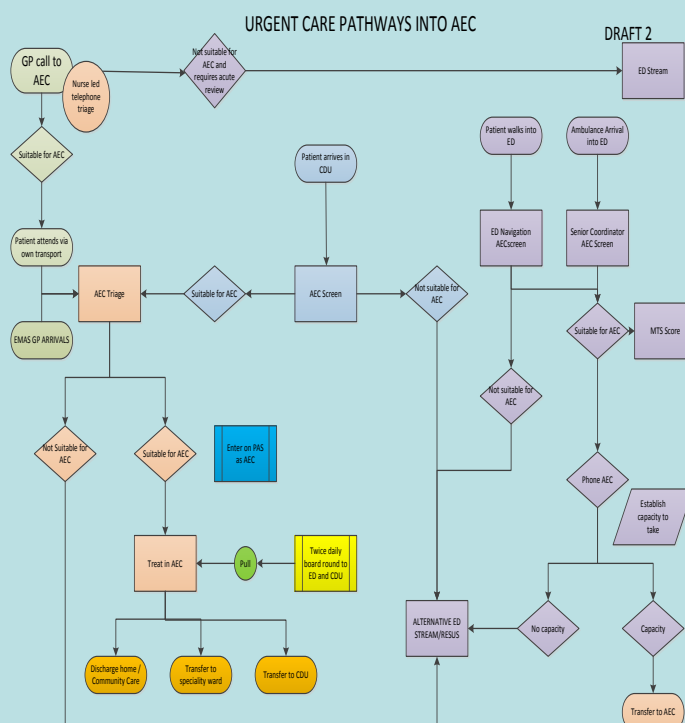 URGENT CARE PATHWAYS INTO AEC
DRAFT 2
GP call to
AEC
Nurse led
telephone
triage
Not suitable for
AEC and
requires acute
review
ED Stream
Suitable for AEC
Patient arrives in
CDU
Patient walks into
ED
Ambulance Arrival
into ED
Patient attends via
own transport
ED Navigation
AECscreen
Senior Coordinator
AEC Screen
AEC Triage
Suitable for AEC
AEC Screen
Not suitable for
AEC
EMAS GP ARRIVALS
Suitable for AEC
MTS Score
Not suitable for
AEC
Not Suitable for
AEC
Suitable for AEC
Enter on PAS
as AEC
Phone AEC
Establish
capacity to
take
Treat in AEC
Pull
Twice daily
board round to
ED and CDU
ALTERNATIVE ED
STREAM/RESUS
No capacity
Capacity
Discharge home /
Community Care
Transfer to
speciality ward
Transfer to CDU
Transfer to AEC